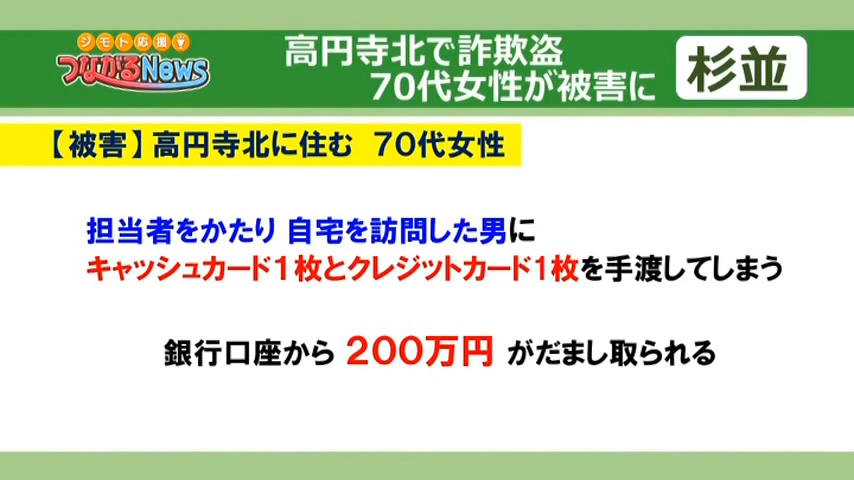 ジモト応援
つながるNews
高円寺北で詐欺盗
70代女性が被害に
杉並
【被害】高円寺北に住む 70代女性
担当者をかたり 自宅を訪問した男に
キャッシュカード1枚とクレジットカード1枚を手渡してしまう
銀行口座から 200万円 がだまし取られる